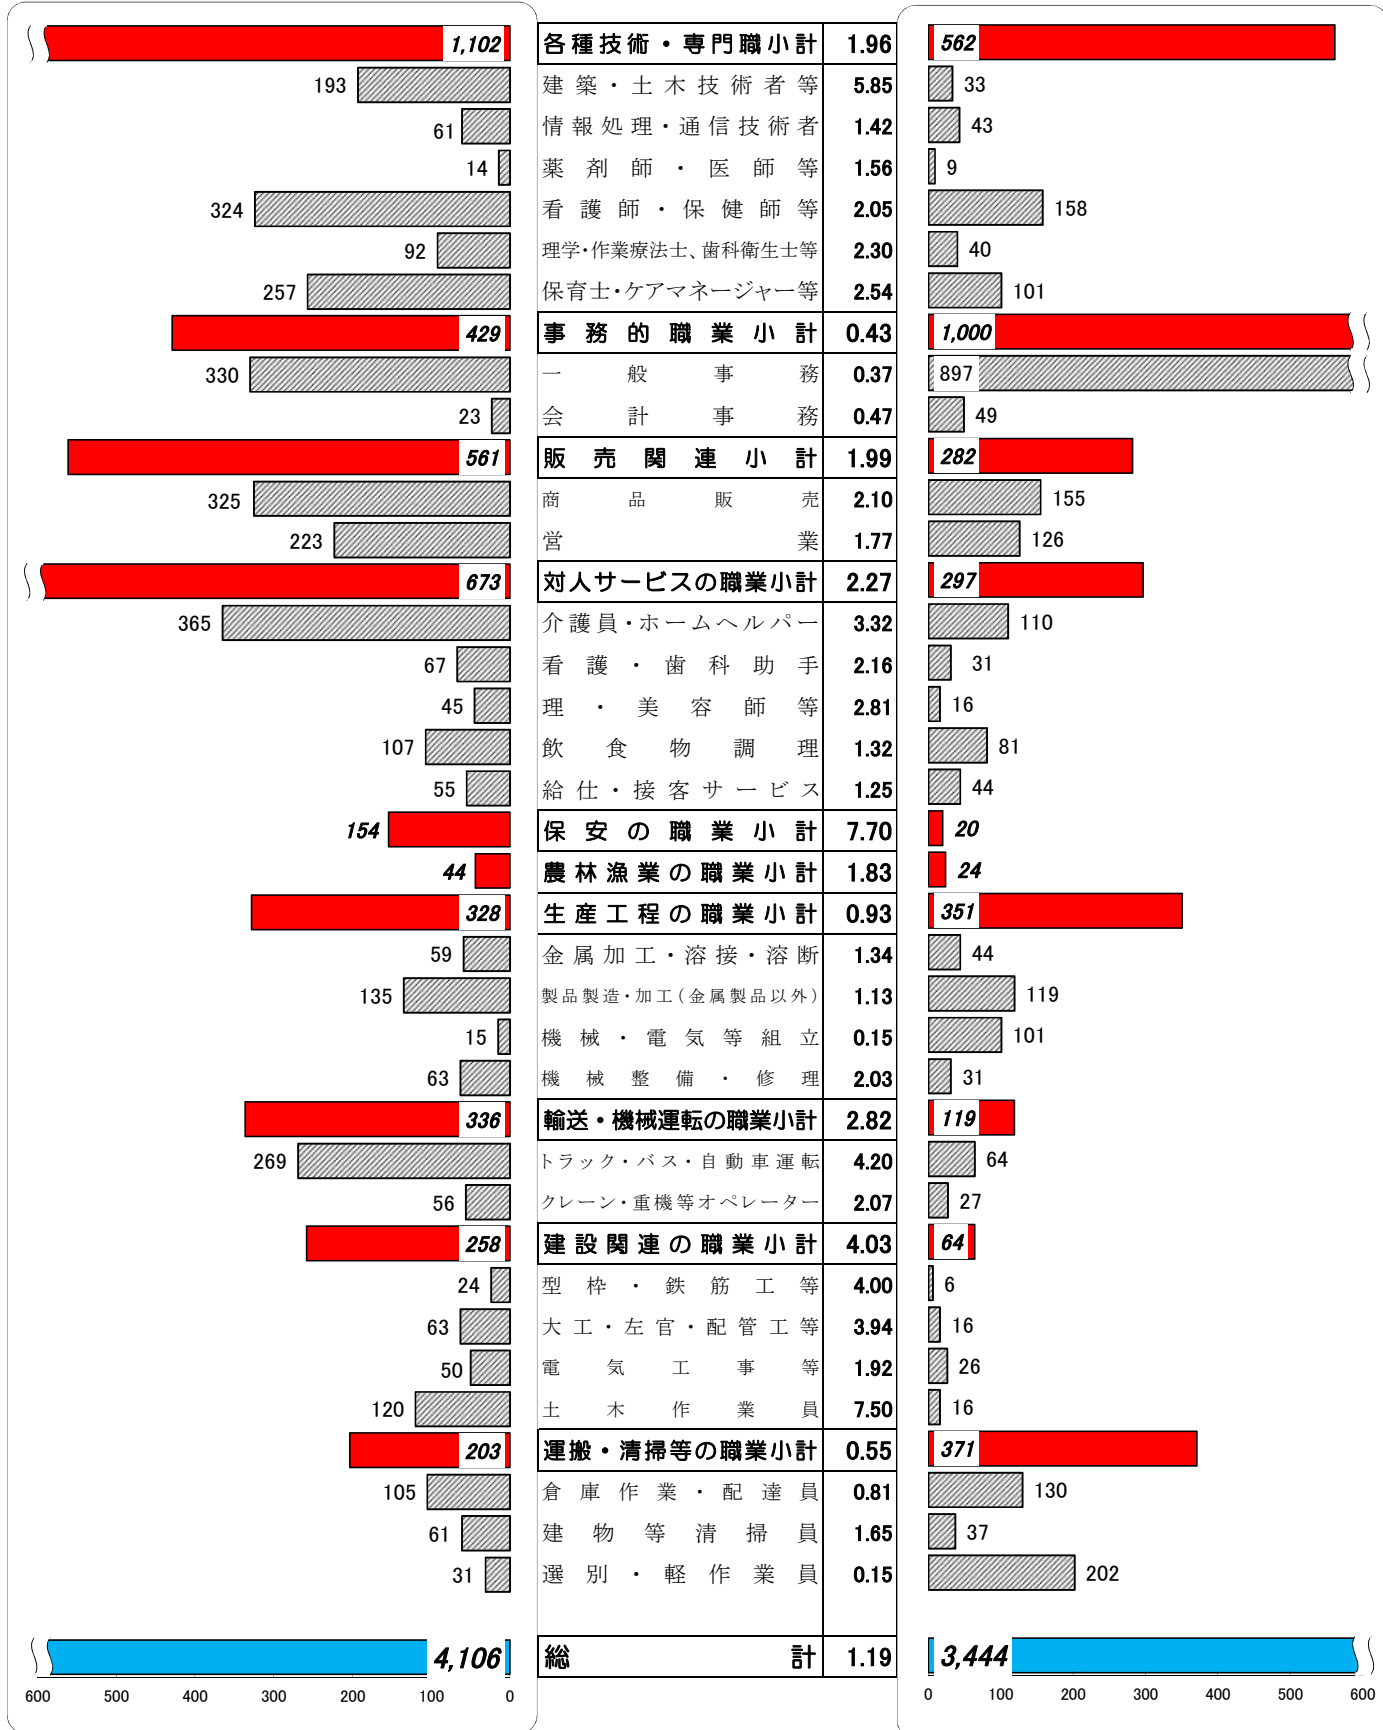 1,102 各種技術・専門職小計 1.96 562
193 建築・土木技術者等 5.85 33
61 情報処理・通信技術者 1.42 43
14 薬剤師・医師等 1.56 9
324 看護師・保健師等 2.05 158
92 理学・作業療法士、歯科衛生士等 2.30 40
257 保育士・ケアマネージャー等 2.54 101
429 事務的職業小計 0.43 1,000
330 一般事務 0.37 897
23 会計事務 0.47 49
561 販売関連小計 1.99 282
325 商品販売 2.10 155
223 営業 1.77 126
673 対人サービスの職業小計 2.27 297
365 介護員・ホームヘルパー 3.32 110
67 看護・歯科助手 2.16 31
45 理・美容師等 2.81 16
107 飲食物調理 1.32 81
55 給仕・接客サービス 1.25 44
154 保安の職業小計 7.70 20
44 農林漁業の職業小計 1.83 24
328 生産工程の職業小計 0.93 351
59 金属加工・溶接・溶断 1.34 44
135 製品製造・加工(金属製品以外) 1.13 119
15 機械・電気等組立 0.15 101
63 機械整備・修理 2.03 31
336 輸送・機械運転の職業小計 2.82 119
269 トラック・バス・自動車運転 4.20 64
56 クレーン・重機等オペレーター 2.07 27
258 建設関連の職業小計 4.03 64
24 型枠・鉄筋工等 4.00 6
63 大工・左官・配管工等 3.94 16
50 電気工事等 1.92 26
120 土木作業員 7.50 16
203 運搬・清掃等の職業小計 0.55 371
105 倉庫作業・配達員 0.81 130
61 建物等清掃員 1.65 37
31 選別・軽作業員 0.15 202
4,106 総計 1.19 3,444
600 500 400 300 200 100 0 0 100 200 300 400 500 600